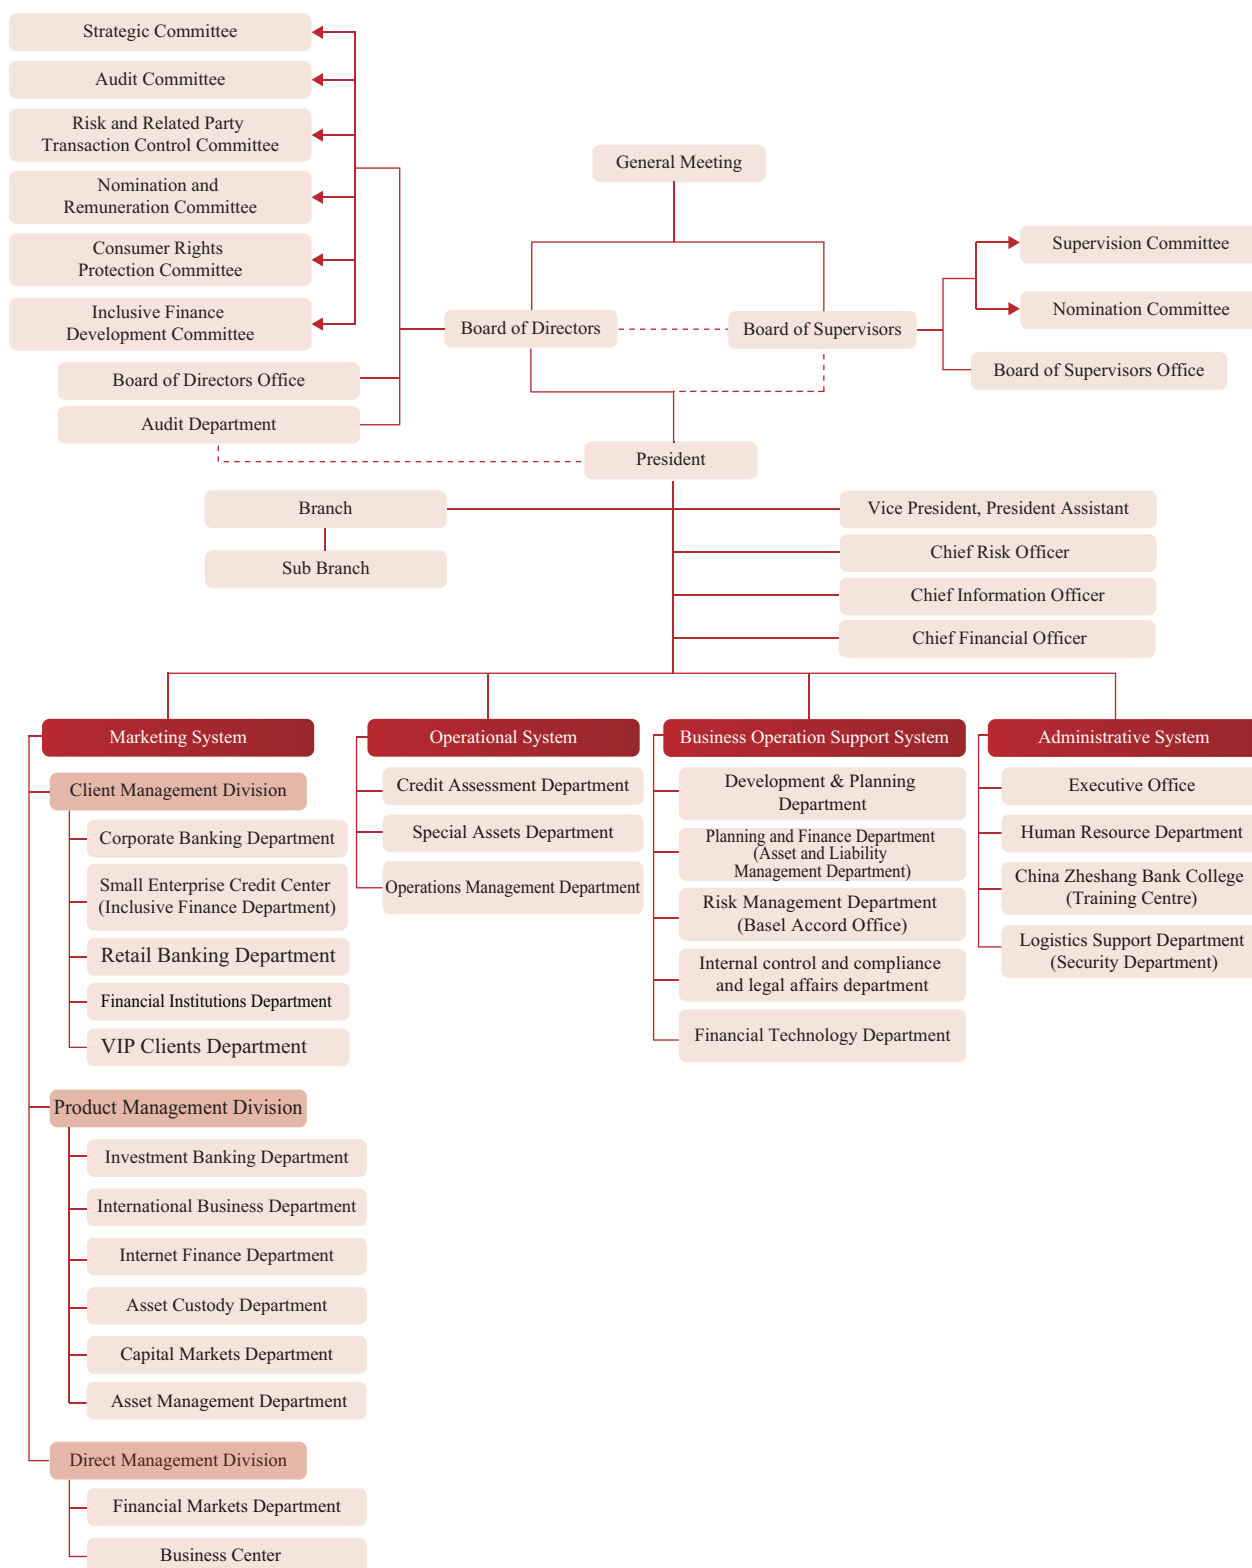 Strategic Committee
Audit Committee
Risk and Related Party
Transaction Control Committee
Nomination and
Remuneration Committee
Consumer Rights
Protection Committee
Inclusive Finance
Development Committee
Board of Directors Office
Audit Department
General Meeting
Board of Directors
Board of Supervisors
Supervision Committee
Nomination Committee
Board of Supervisors Office
President
Branch
Sub Branch
Vice President, President Assistant
Chief Risk Officer
Chief Information Officer
Chief Financial Officer
Marketing System
Client Management Division
Corporate Banking Department
Small Enterprise Credit Center
(Inclusive Finance Department)
Retail Banking Department
Financial Institutions Department
VIP Clients Department
Product Management Division
Investment Banking Department
International Business Department
Internet Finance Department
Asset Custody Department
Capital Markets Department
Asset Management Department
Direct Management Division
Financial Markets Department
Business Center
Operational System
Credit Assessment Department
Special Assets Department
Operations Management Department
Business Operation Support System
Development & Planning
Department
Planning and Finance Department
(Asset and Liability
Management Department)
Risk Management Department
(Basel Accord Office)
Internal control and compliance
and legal affairs department
Financial Technology Department
Administrative System
Executive Office
Human Resource Department
China Zheshang Bank College
(Training Centre)
Logistics Support Department
(Security Department)